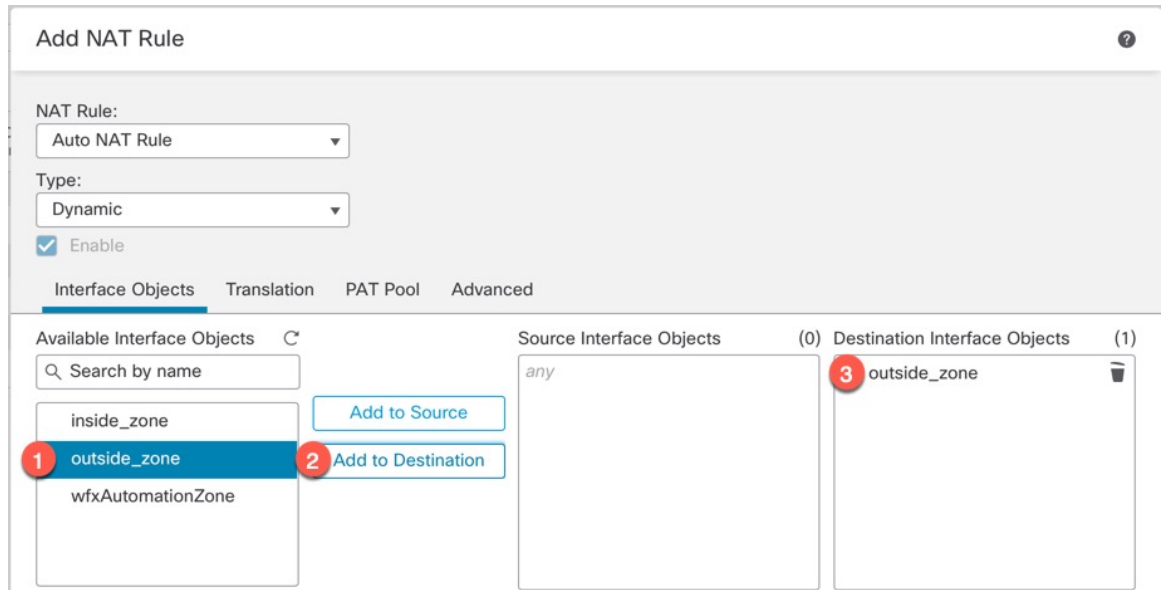 Add NAT Rule
?
NAT Rule:
Auto NAT Rule
Type:
Dynamic
Enable
Interface Objects Translation PAT Pool Advanced
Available Interface Objects
Search by name
inside_zone
1 outside_zone
wfxAutomationZone
Add to Source
2 Add to Destination
Source Interface Objects (0)
any
Destination Interface Objects (1)
3 outside_zone